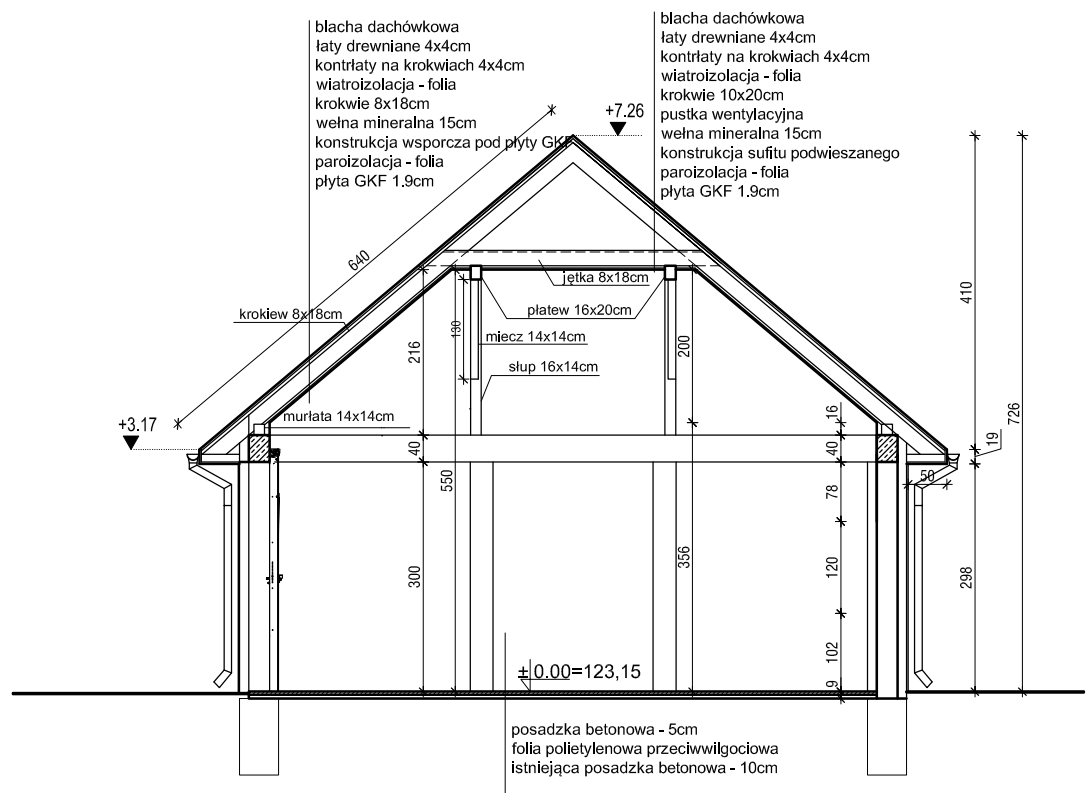 blacha dachówkowa
łaty drewniane 4x4cm
kontrłaty na krokwiach 4x4cm
wiatroizolacja - folia
krokwie 8x18cm
wełna mineralna 15cm
konstrukcja wsporcza pod płyty GKF
paroizolacja - folia
płyta GKF 1.9cm
blacha dachówkowa
łaty drewniane 4x4cm
kontrłaty na krokwiach 4x4cm
wiatroizolacja - folia
krokwie 10x20cm
pustka wentylacyjna
wełna mineralna 15cm
konstrukcja sufitu podwieszanego
paroizolacja - folia
płyta GKF 1.9cm
+7.26
640
jętka 8x18cm
płatew 16x20cm
krokiew 8x18cm
130
miecz 14x14cm
słup 16x14cm
216
200
410
726
murłata 14x14cm
+3.17
16
40
40
19
550
78
50
300
356
120
298
102
9
± 0.00=123,15
posadzka betonowa - 5cm
folia polietylenowa przeciwwilgociowa
istniejąca posadzka betonowa - 10cm